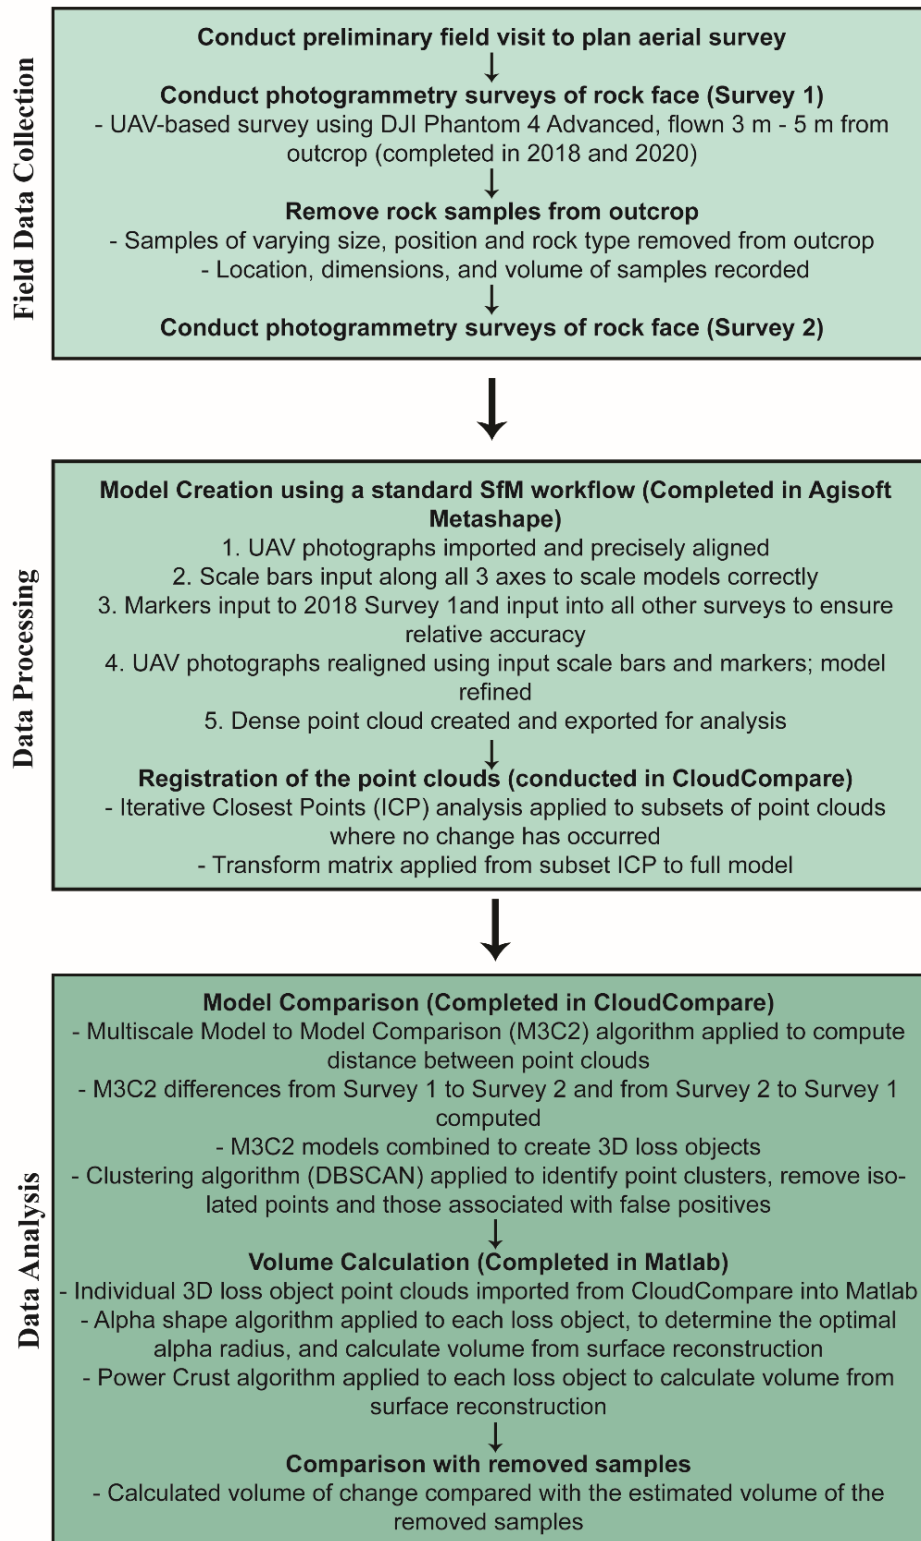 Field Data Collection
Conduct preliminary field visit to plan aerial survey
Conduct photogrammetry surveys of rock face (Survey 1)
- UAV-based survey using DJI Phantom 4 Advanced, flown 3 m - 5 m from
outcrop (completed in 2018 and 2020)
Remove rock samples from outcrop
- Samples of varying size, position and rock type removed from outcrop
- Location, dimensions, and volume of samples recorded
Conduct photogrammetry surveys of rock face (Survey 2)
Data Processing
Model Creation using a standard SfM workflow (Completed in Agisoft
Metashape)
1. UAV photographs imported and precisely aligned
2. Scale bars input along all 3 axes to scale models correctly
3. Markers input to 2018 Survey 1and input into all other surveys to ensure
relative accuracy
4. UAV photographs realigned using input scale bars and markers; model
refined
5. Dense point cloud created and exported for analysis
Registration of the point clouds (conducted in CloudCompare)
- Iterative Closest Points (ICP) analysis applied to subsets of point clouds
where no change has occurred
- Transform matrix applied from subset ICP to full model
Data Analysis
Model Comparison (Completed in CloudCompare)
- Multiscale Model to Model Comparison (M3C2) algorithm applied to compute
distance between point clouds
- M3C2 differences from Survey 1 to Survey 2 and from Survey 2 to Survey 1
computed
- M3C2 models combined to create 3D loss objects
- Clustering algorithm (DBSCAN) applied to identify point clusters, remove iso-
lated points and those associated with false positives
Volume Calculation (Completed in Matlab)
- Individual 3D loss object point clouds imported from CloudCompare into Matlab
- Alpha shape algorithm applied to each loss object, to determine the optimal
alpha radius, and calculate volume from surface reconstruction
- Power Crust algorithm applied to each loss object to calculate volume from
surface reconstruction
Comparison with removed samples
- Calculated volume of change compared with the estimated volume of the
removed samples